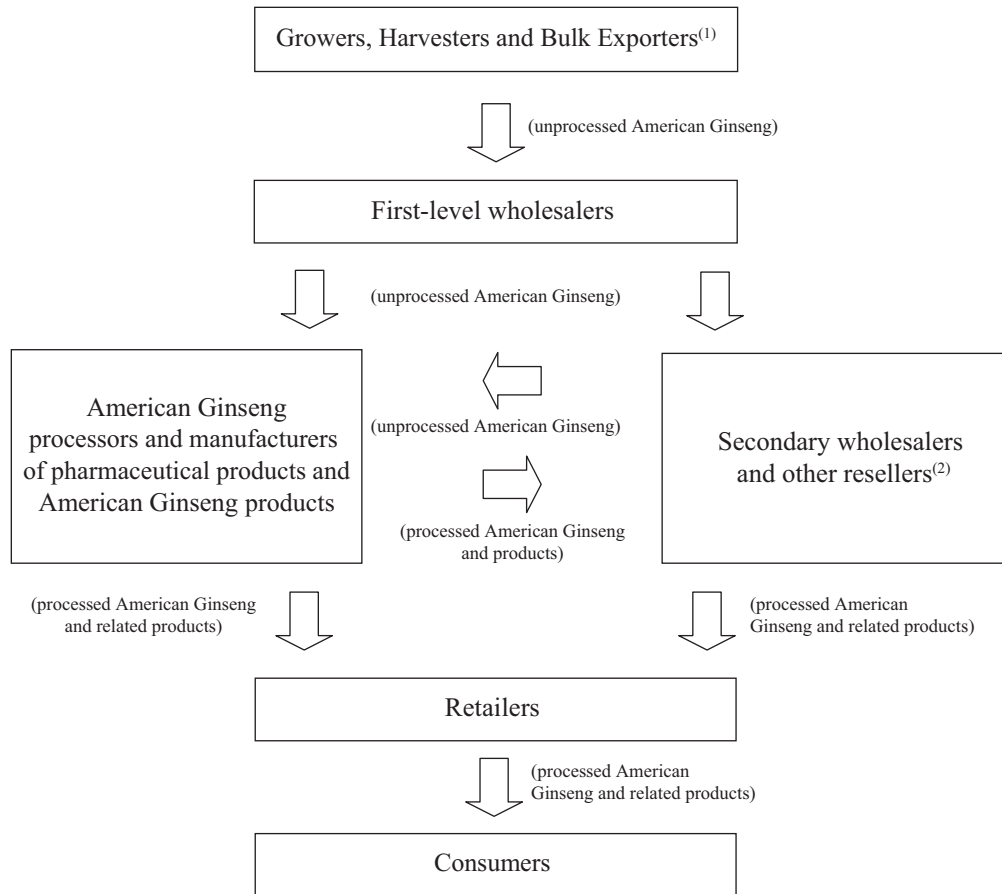 Growers, Harvesters and Bulk Exporters(1)
(unprocessed American Ginseng)
First-level wholesalers
(unprocessed American Ginseng)
American Ginseng
processors and manufacturers
of pharmaceutical products and
American Ginseng products
(unprocessed American Ginseng)
(processed American Ginseng
and products)
Secondary wholesalers
and other resellers(2)
(processed American Ginseng
and related products)
(processed American
Ginseng and related products)
Retailers
(processed American
Ginseng and related products)
Consumers